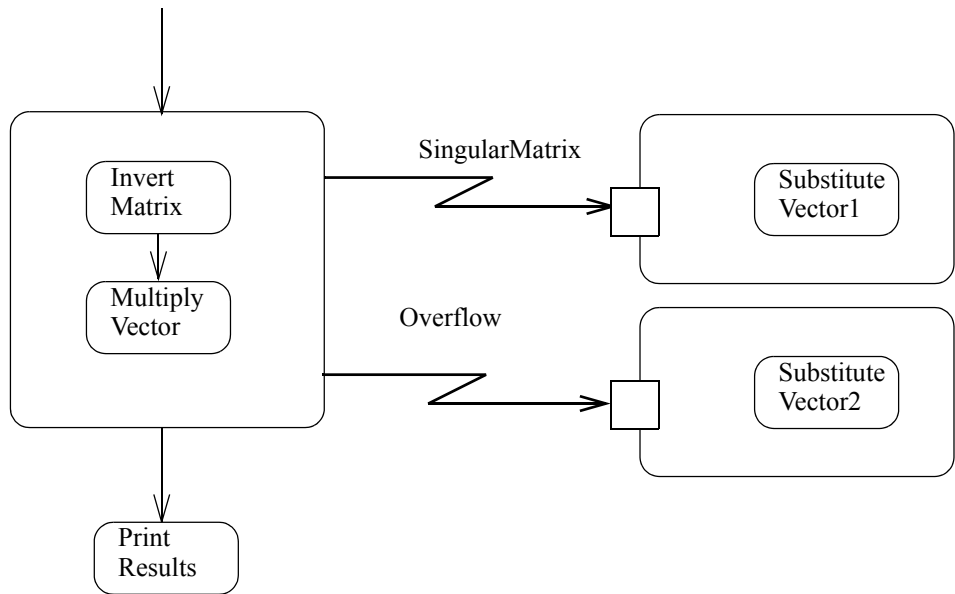 SingularMatrix
Invert
Matrix
Substitute
Vector1
Multiply
Vector
Overflow
Substitute
Vector2
Print
Results